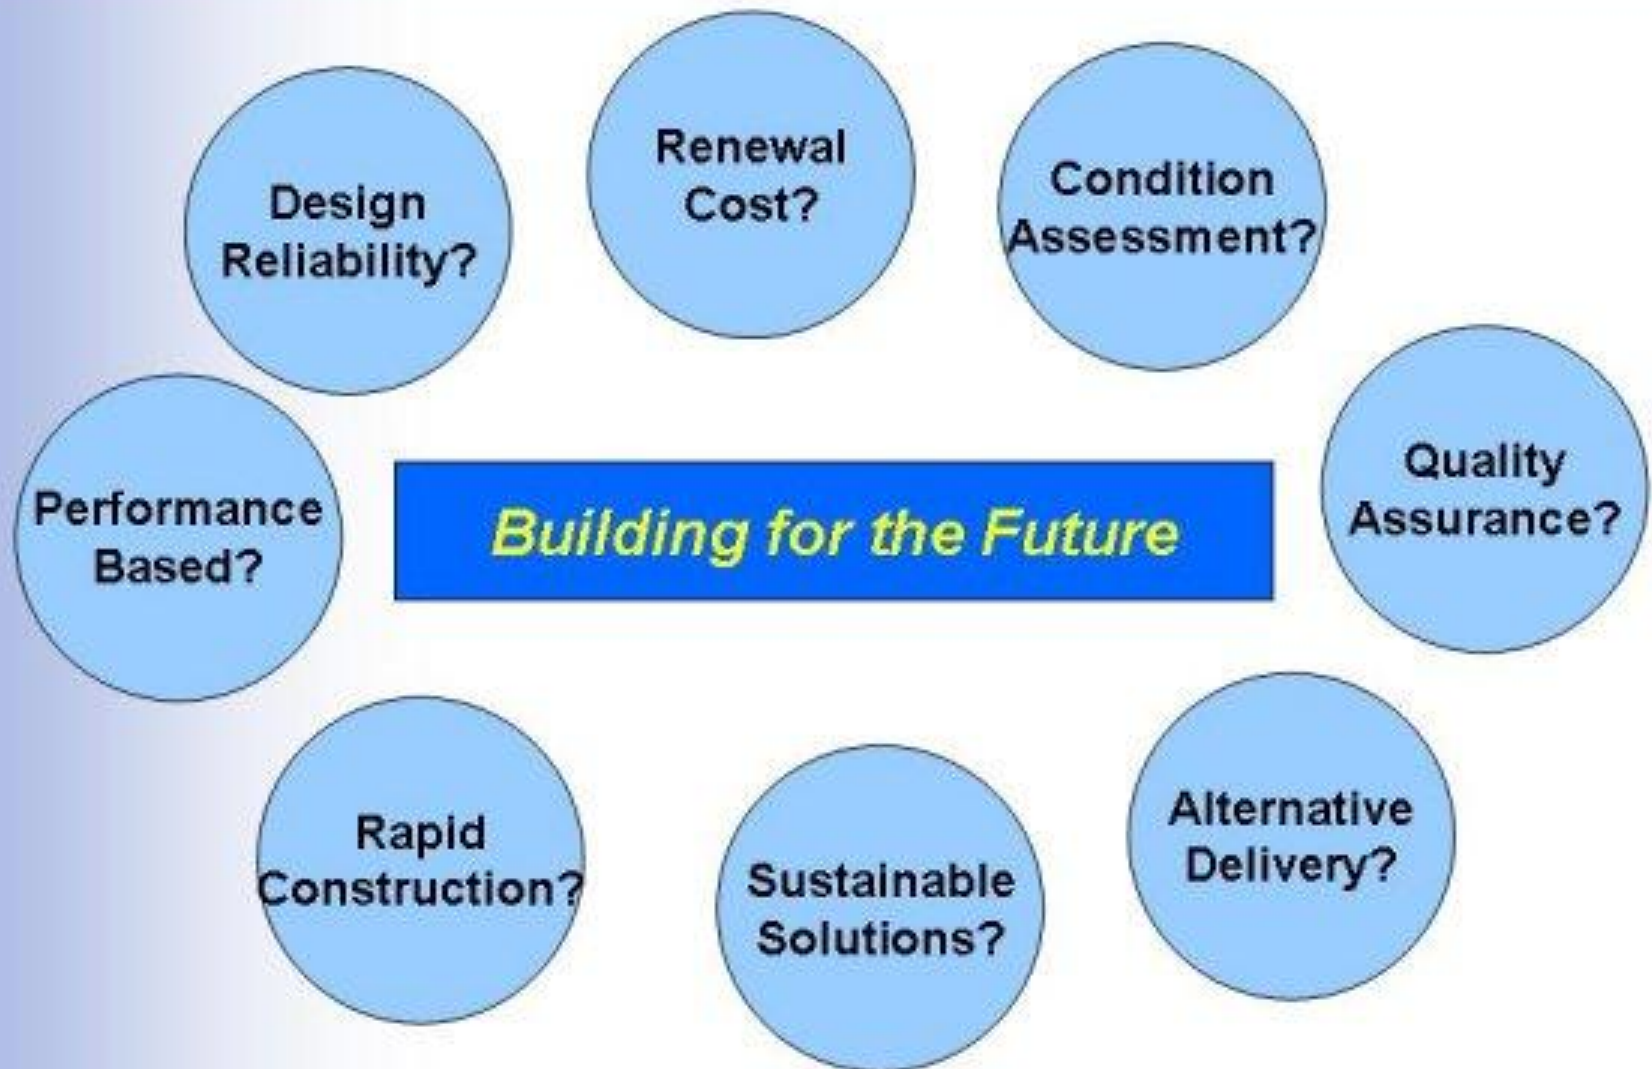 Renewal
Cost?
Condition
Assessment?
Design
Reliability?
Quality
Assurance?
Performance
Based?
Building for the Future
Alternative
Delivery?
Rapid
Construction?
Sustainable
Solutions?